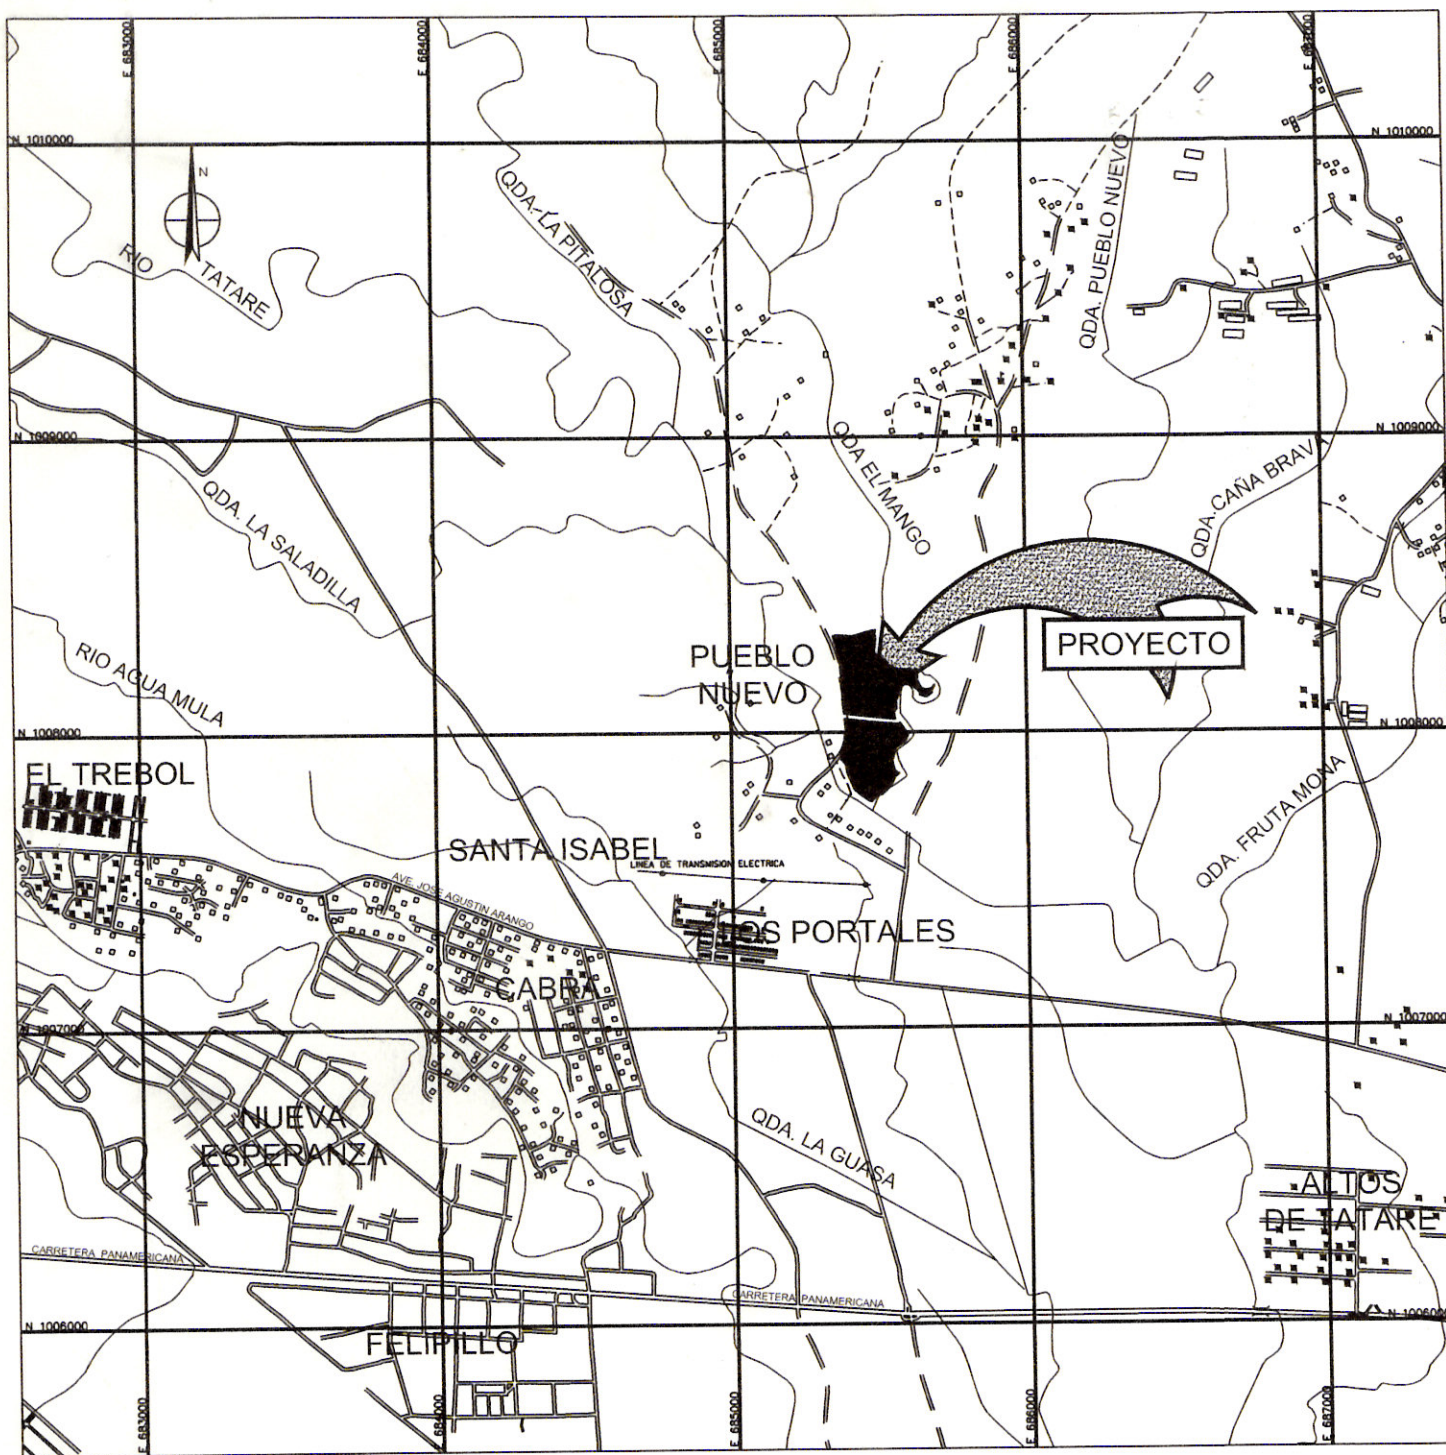 E 683000
E 684000
E 685000
E 686000
E 687000
N 1010000
N 1010000
N
RIO TATARE
QDA. LA PITALOSA
QDA. PUEBLO NUEVO
N 1009000
N 1009000
QDA. LA SALADILLA
QDA EL MANGO
QDA. CAÑA BRAVA
RIO AGUA MULA
PUEBLO
NUEVO
PROYECTO
N 1008000
N 1008000
EL TREBOL
SANTA ISABEL
LINEA DE TRANSMISION ELECTRICA
QDA. FRUTA MONA
AVE. JOSE AGUSTIN ARANGO
LOS PORTALES
CABRA
N 1007000
N 1007000
NUEVA
ESPERANZA
QDA. LA GUASA
ALTOS
DE TATARE
CARRETERA PANAMERICANA
CARRETERA PANAMERICANA
N 1006000
N 1006000
FELIPILLO
E 683000
684000
E 685000
E 686000
E 687000